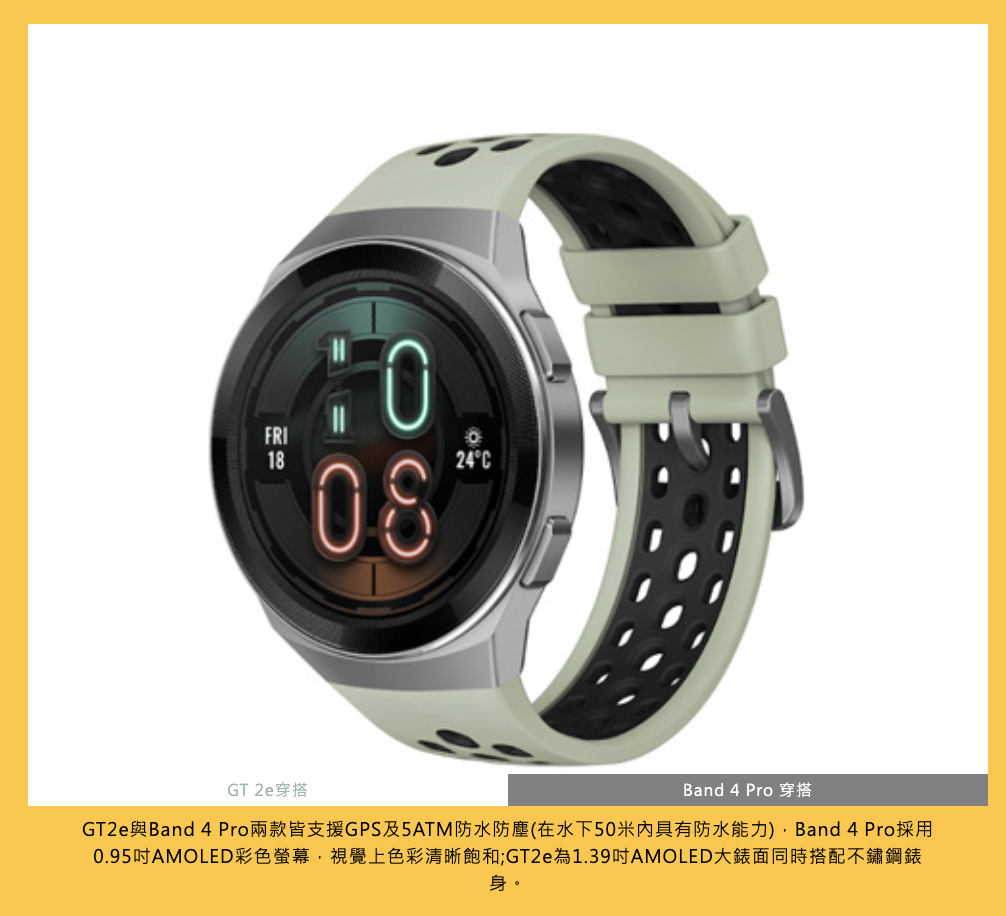 10
08
FRI
18
24°C
GT 2e穿搭
Band 4 Pro 穿搭
GT2e與Band 4 Pro兩款皆支援GPS及5ATM防水防塵(在水下50米內具有防水能力)，Band 4 Pro採用
0.95吋AMOLED彩色螢幕，視覺上色彩清晰飽和;GT2e為1.39吋AMOLED大錶面同時搭配不鏽鋼錶
身。